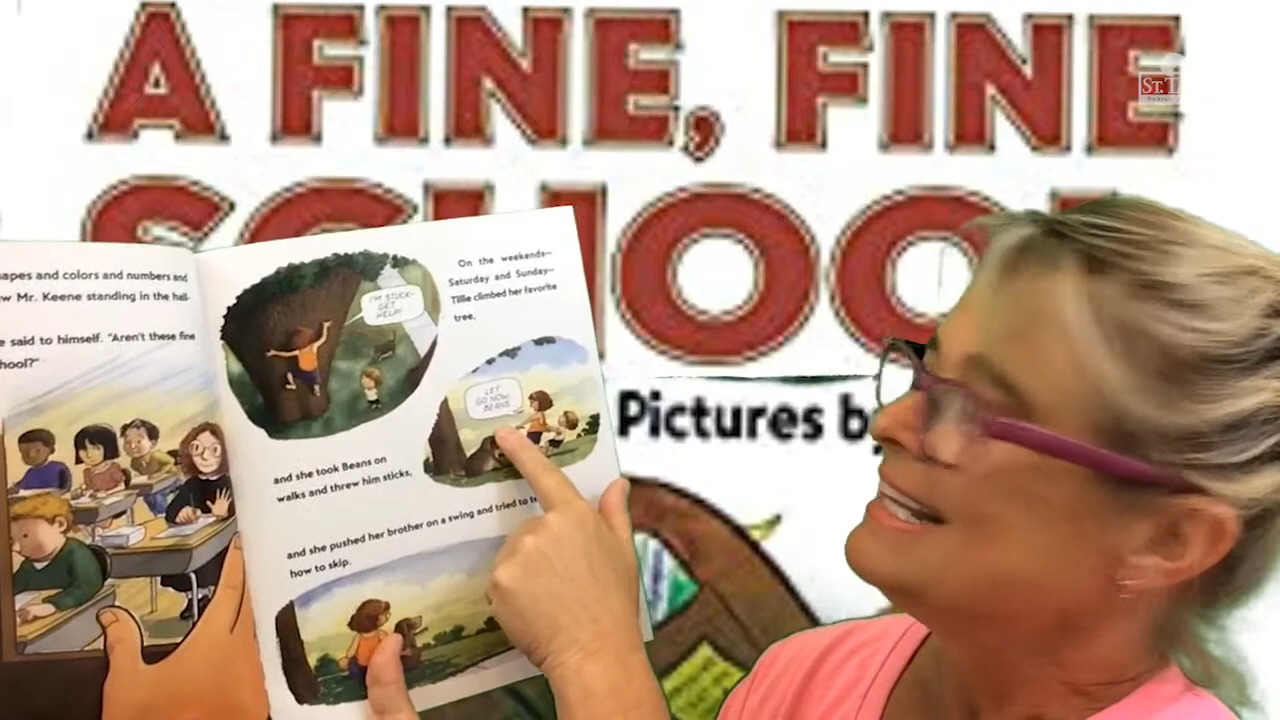 A FINE, FINE
SCHOOL
Pictures b
ST. T
apes and colors and numbers and
w Mr. Keene standing in the hall-
e said to himself. "Aren't these fine
hool?"
I'M STUCK-
GET
HELP!
On the weekends—
Saturday and Sunday—
Tillie climbed her favorite
tree,
LET
GO NOW,
BEANS.
and she took Beans on
walks and threw him sticks,
and she pushed her brother on a swing and tried to te
how to skip.